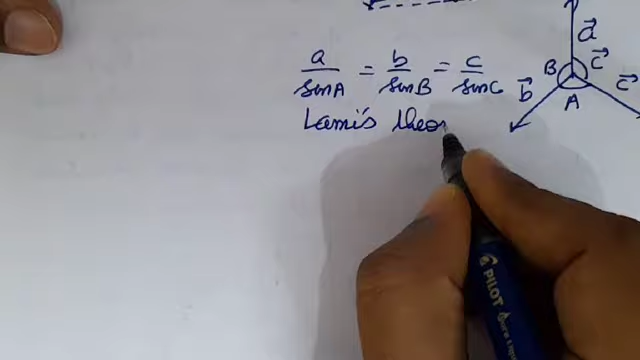 a/sinA = b/sinB = c/sinC
Lami's theor
a⃗
B
c⃗
b⃗
c⃗
A
PILOT